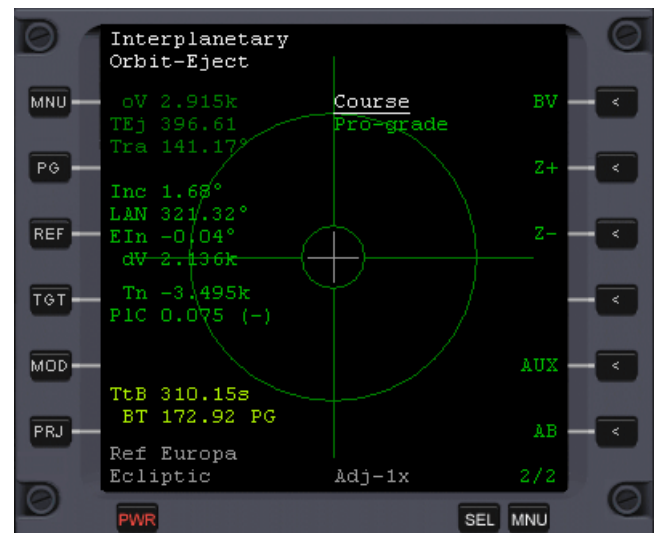 Interplanetary
Orbit-Eject
MNU
oV 2.915k
Course
BV
<
TEj 396.61
Pro-grade
Tra 141.17°
PG
Z+
<
Inc 1.68°
LAN 321.32°
REF
EIn -0.04°
Z-
<
dV 2.136k
TGT
Tn -3.495k
<
PlC 0.075 (-)
MOD
AUX
<
TtB 310.15s
BT 172.92 PG
PRJ
AB
<
Ref Europa
Ecliptic
Adj-1x
2/2
PWR
SEL
MNU